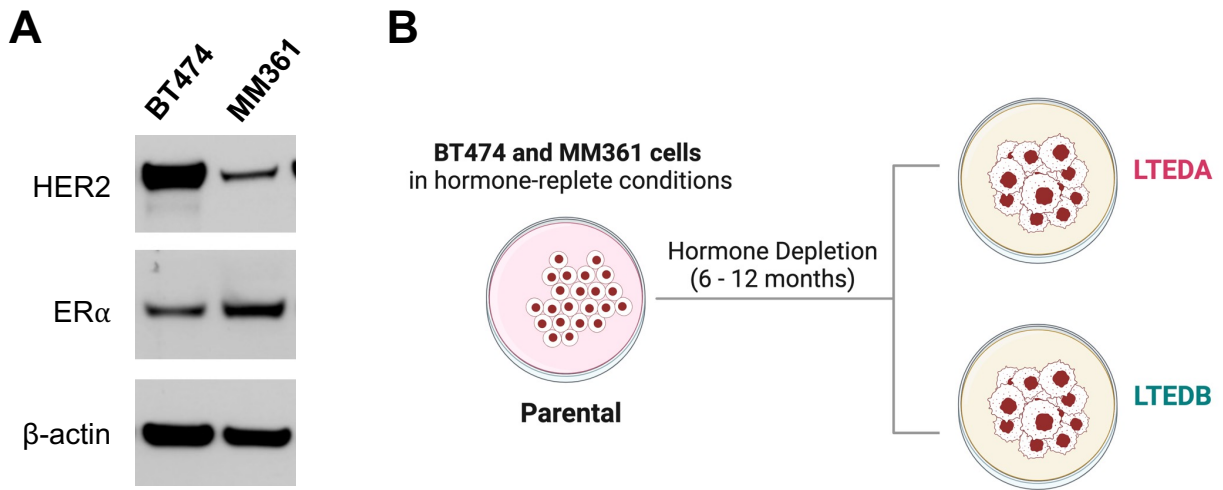 A
BT474
MM361
HER2
ERα
β-actin
B
BT474 and MM361 cells
in hormone-replete conditions
Parental
Hormone Depletion
(6 - 12 months)
LTEDA
LTEDB